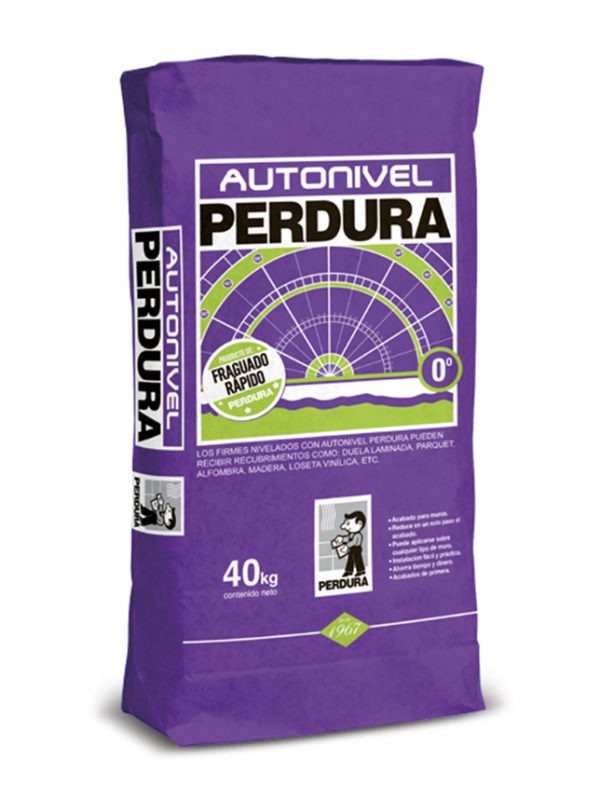 AUTONIVEL
PERDURA
PRODUCTO DE
FRAGUADO
RÁPIDO
PERDURA
0°
LOS FIRMES NIVELADOS CON AUTONIVEL PERDURA PUEDEN
RECIBIR RECUBRIMIENTOS COMO: DUELA LAMINADA, PARQUET,
ALFOMBRA, MADERA, LOSETA VINÍLICA, ETC.
PERDURA
• Acabado para muros.
• Reduce en un solo paso el
acabado.
• Puede aplicarse sobre
cualquier tipo de muro.
• Instalacion fácil y práctica.
• Ahorra tiempo y dinero.
• Acabados de primera.
40kg
contenido neto
1967
AUTONIVEL
PERDURA
PERDURA